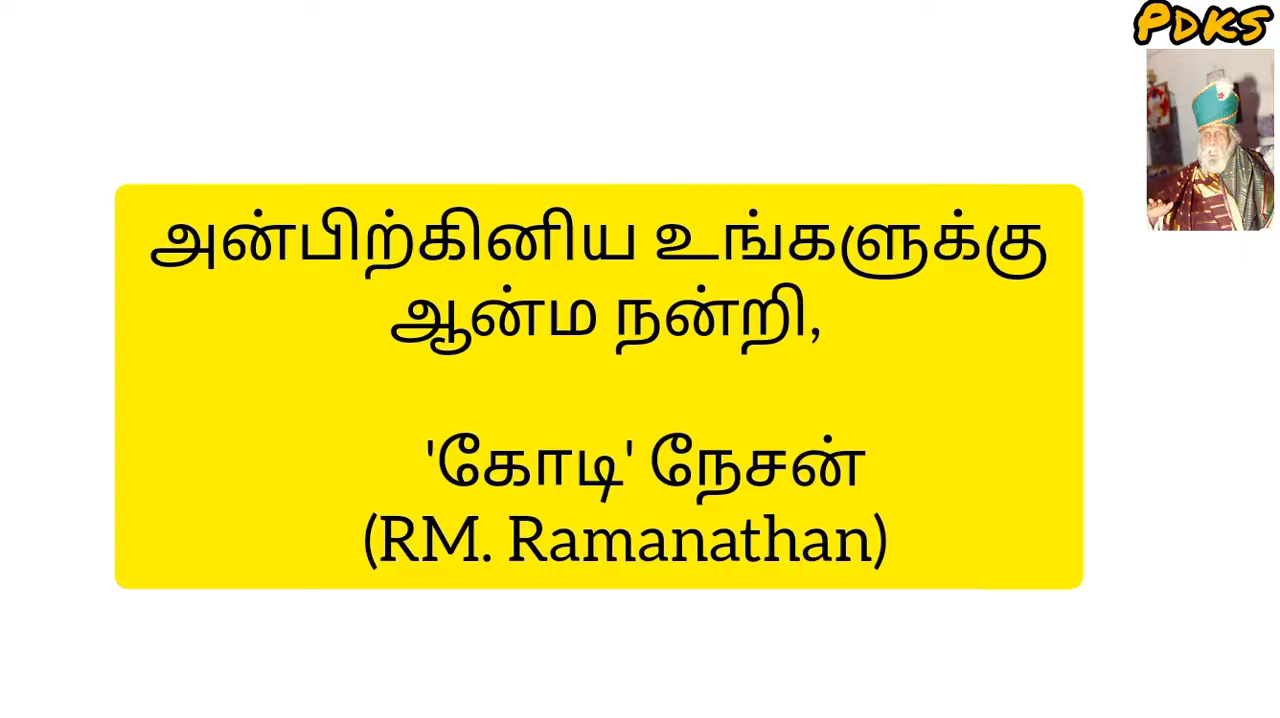 PDKS
அன்பிற்கினிய உங்களுக்கு
ஆன்ம நன்றி,
'கோடி' நேசன்
(RM. Ramanathan)